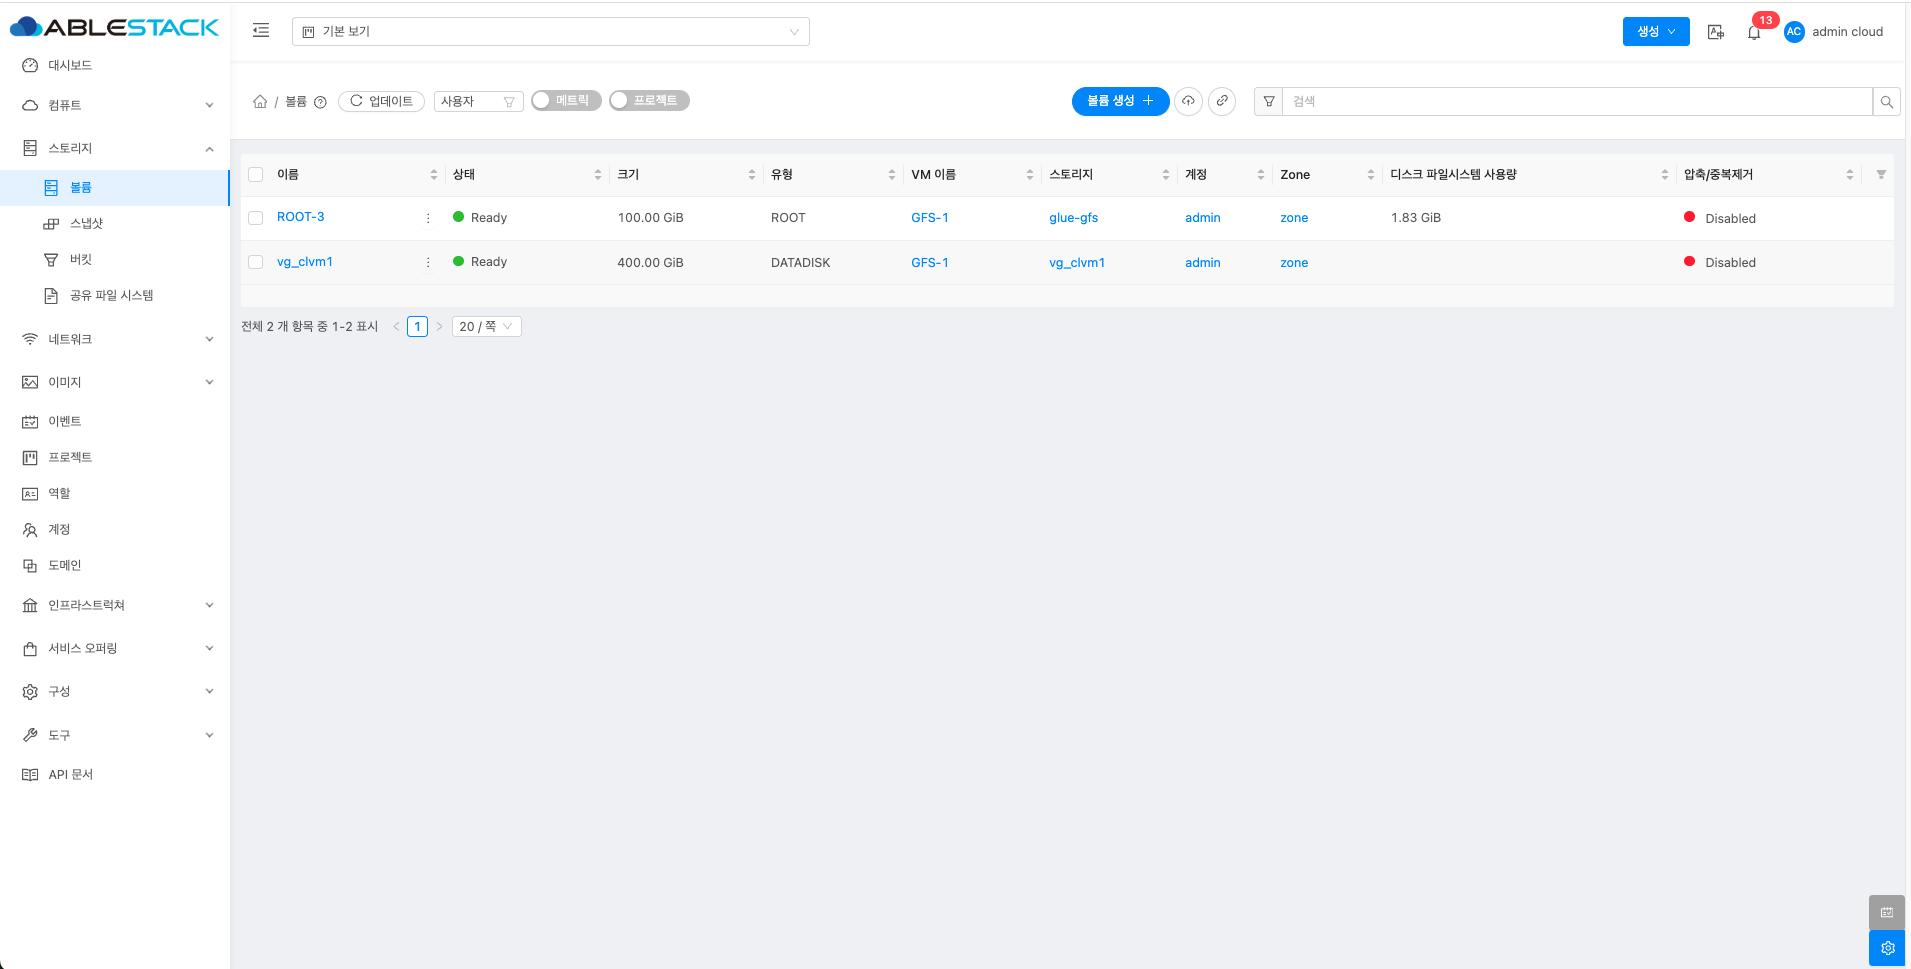 ABLESTACK
기본 보기
생성
13
AC
admin cloud
대시보드
컴퓨트
스토리지
볼륨
스냅샷
버킷
공유 파일 시스템
네트워크
이미지
이벤트
프로젝트
역할
계정
도메인
인프라스트럭쳐
서비스 오퍼링
구성
도구
API 문서
/ 볼륨 업데이트 사용자 메트릭 프로젝트 볼륨 생성 + 검색
이름 상태 크기 유형 VM 이름 스토리지 계정 Zone 디스크 파일시스템 사용량 압축/중복제거
ROOT-3 Ready 100.00 GiB ROOT GFS-1 glue-gfs admin zone 1.83 GiB Disabled
vg_clvm1 Ready 400.00 GiB DATADISK GFS-1 vg_clvm1 admin zone Disabled
전체 2 개 항목 중 1-2 표시 < 1 > 20 / 쪽